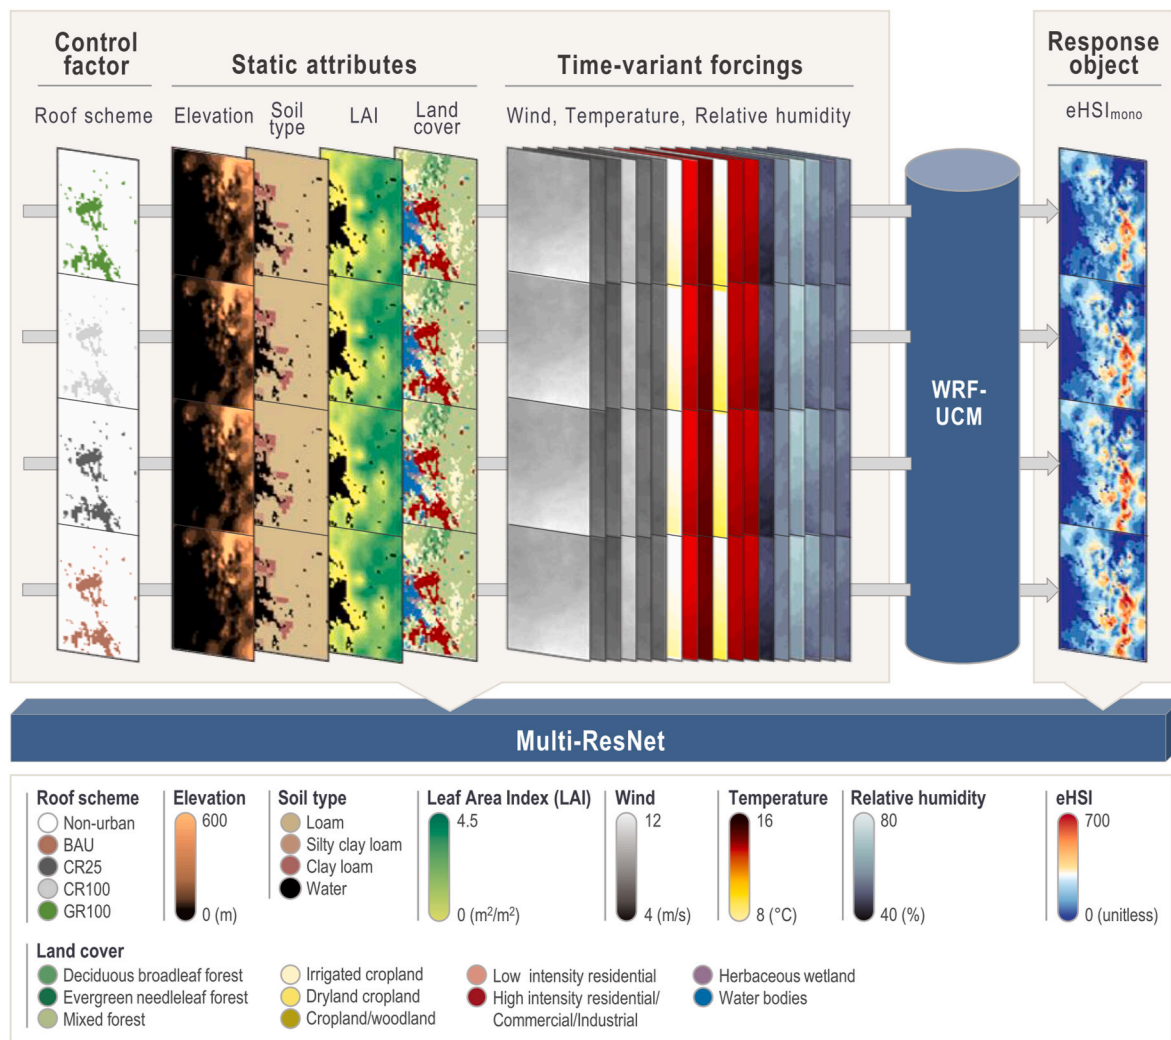 Control
factor
Static attributes
Time-variant forcings
Response
object
Roof scheme
Elevation
Soil
type
LAI
Land
cover
Wind, Temperature, Relative humidity
eHSImono
WRF-
UCM
Multi-ResNet
Roof scheme
Non-urban
BAU
CR25
CR100
GR100
Elevation
600
0 (m)
Soil type
Loam
Silty clay loam
Clay loam
Water
Leaf Area Index (LAI)
4.5
0 (m²/m²)
Wind
12
4 (m/s)
Temperature
16
8 (°C)
Relative humidity
80
40 (%)
eHSI
700
0 (unitless)
Land cover
Deciduous broadleaf forest
Evergreen needleleaf forest
Mixed forest
Irrigated cropland
Dryland cropland
Cropland/woodland
Low intensity residential
High intensity residential/
Commercial/Industrial
Herbaceous wetland
Water bodies